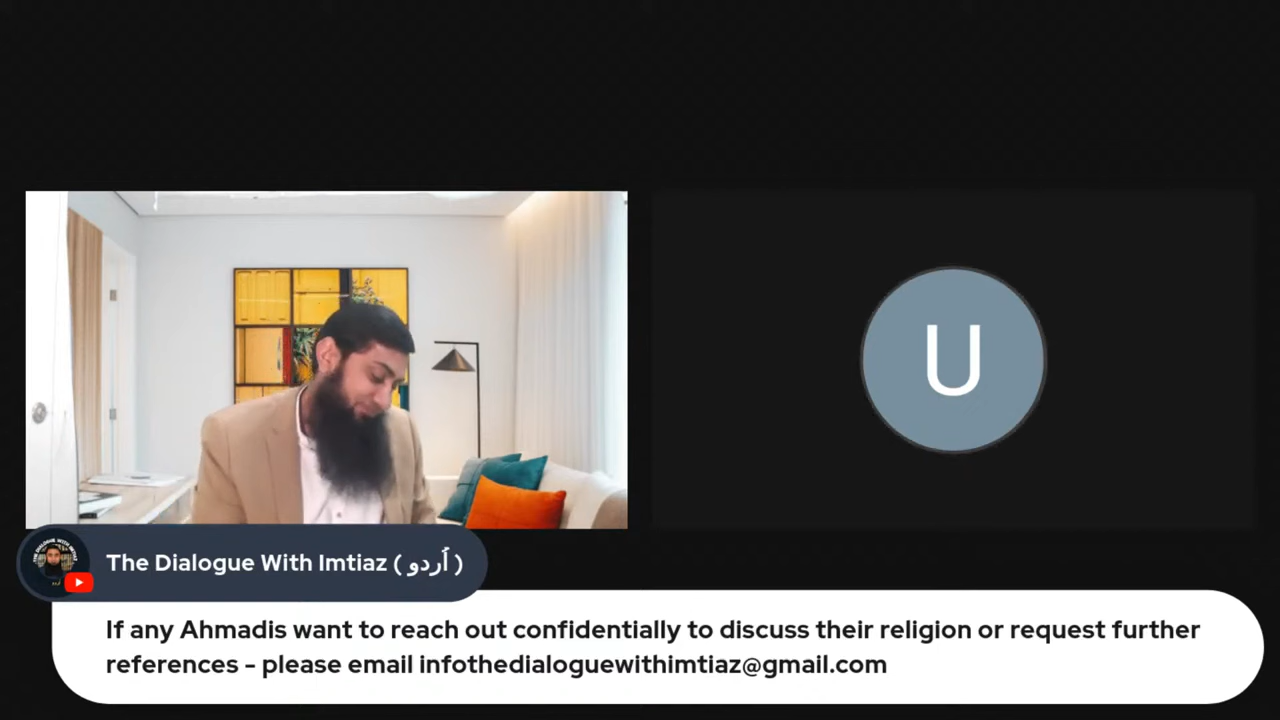 U
The Dialogue With Imtiaz ( اُردو )
If any Ahmadis want to reach out confidentially to discuss their religion or request further
references - please email infothedialoguewithimtiaz@gmail.com